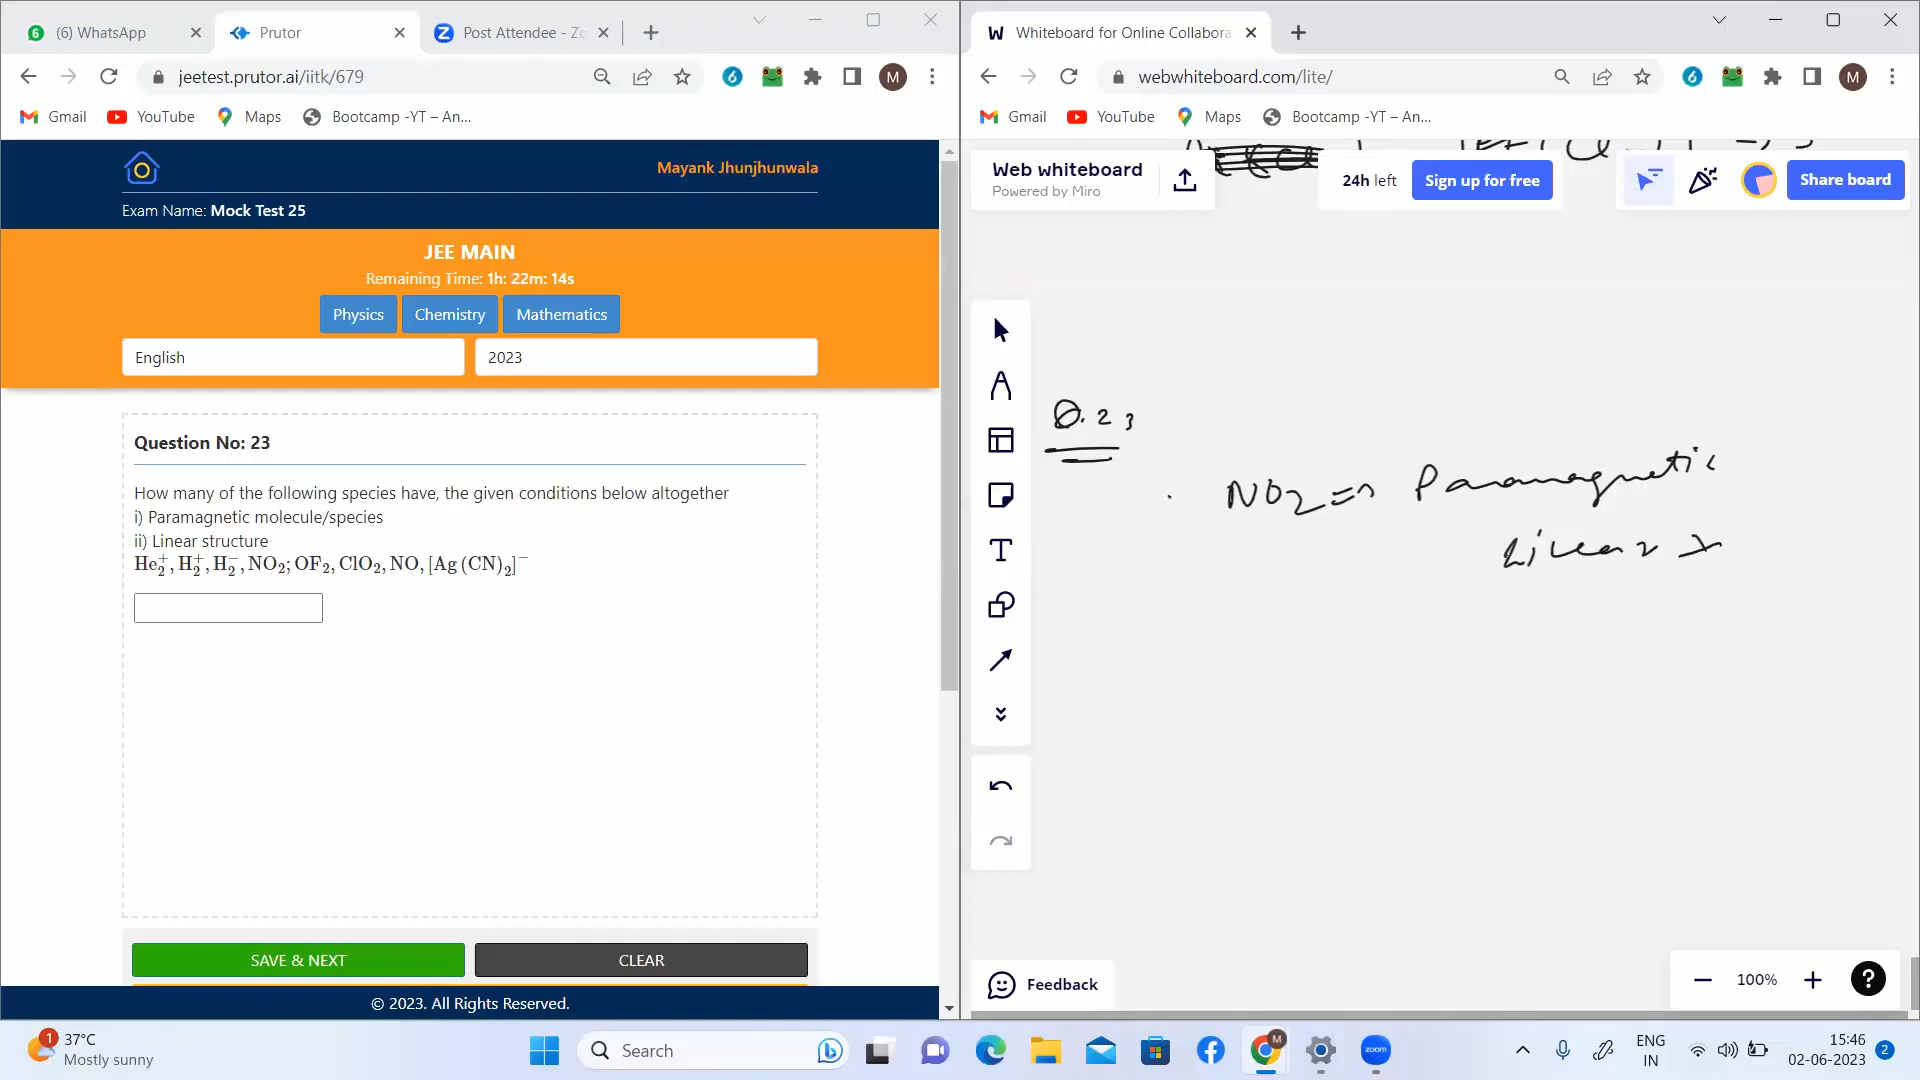 (6) WhatsApp
Prutor
Post Attendee - Zo
jeetest.prutor.ai/iitk/679
M
Gmail
YouTube
Maps
Bootcamp -YT – An...
Mayank Jhunjhunwala
Exam Name: Mock Test 25
JEE MAIN
Remaining Time: 1h: 22m: 14s
Physics
Chemistry
Mathematics
English
2023
Question No: 23
How many of the following species have, the given conditions below altogether
i) Paramagnetic molecule/species
ii) Linear structure
He₂⁺, H₂⁺, H₂⁻, NO₂; OF₂, ClO₂, NO, [Ag (CN)₂]⁻
SAVE & NEXT
CLEAR
© 2023. All Rights Reserved.
W Whiteboard for Online Collabora
webwhiteboard.com/lite/
M
Gmail
YouTube
Maps
Bootcamp -YT – An...
Web whiteboard
Powered by Miro
24h left
Sign up for free
Share board
Q.23
NO2 => Paramagnetic
Linear x
Feedback
100%
?
1
37°C
Mostly sunny
Search
zoom
ENG
IN
15:46
02-06-2023
2